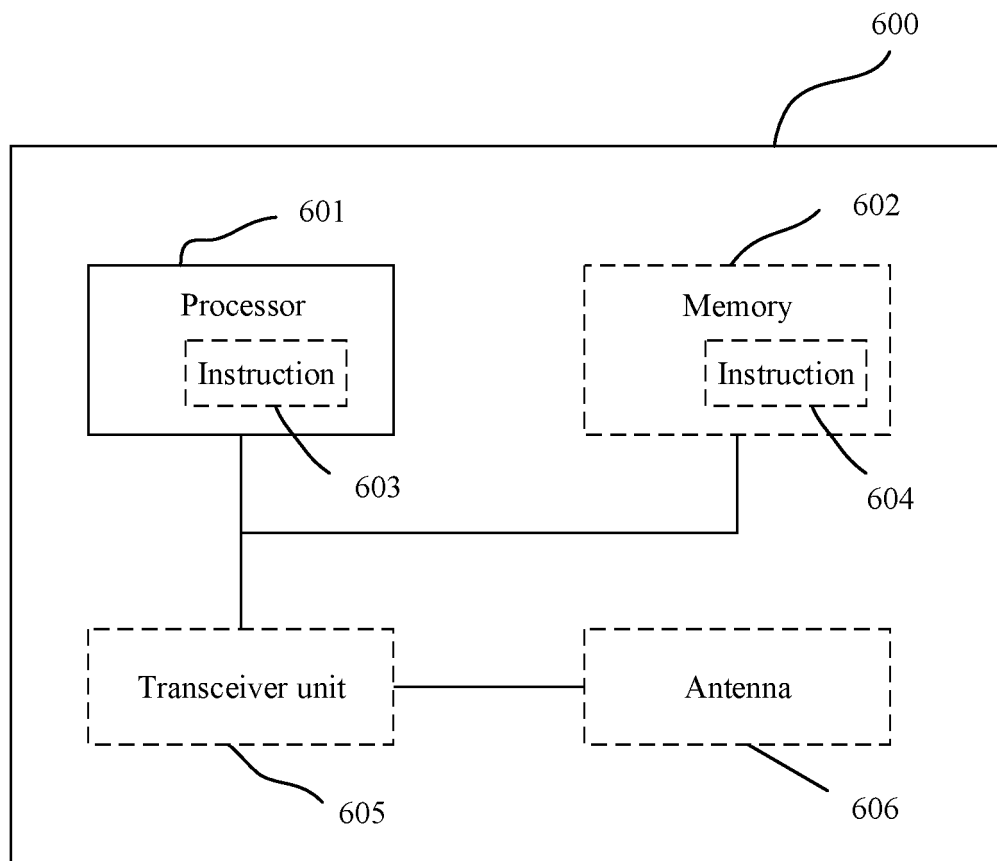 600
601
602
Processor
Memory
Instruction
Instruction
603
604
Transceiver unit
Antenna
605
606